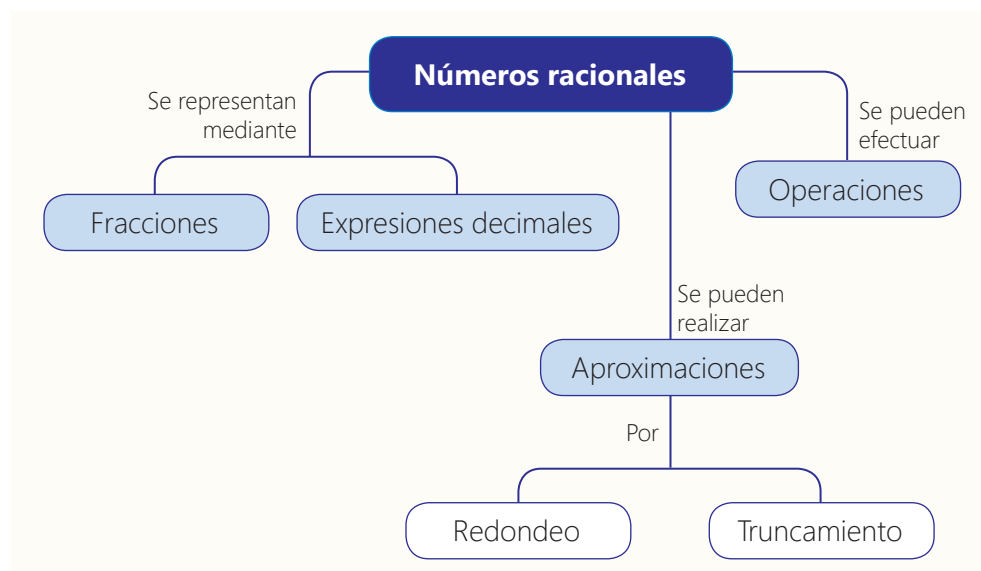 Números racionales
Se representan
mediante
Se pueden
efectuar
Fracciones
Expresiones decimales
Operaciones
Se pueden
realizar
Aproximaciones
Por
Redondeo
Truncamiento